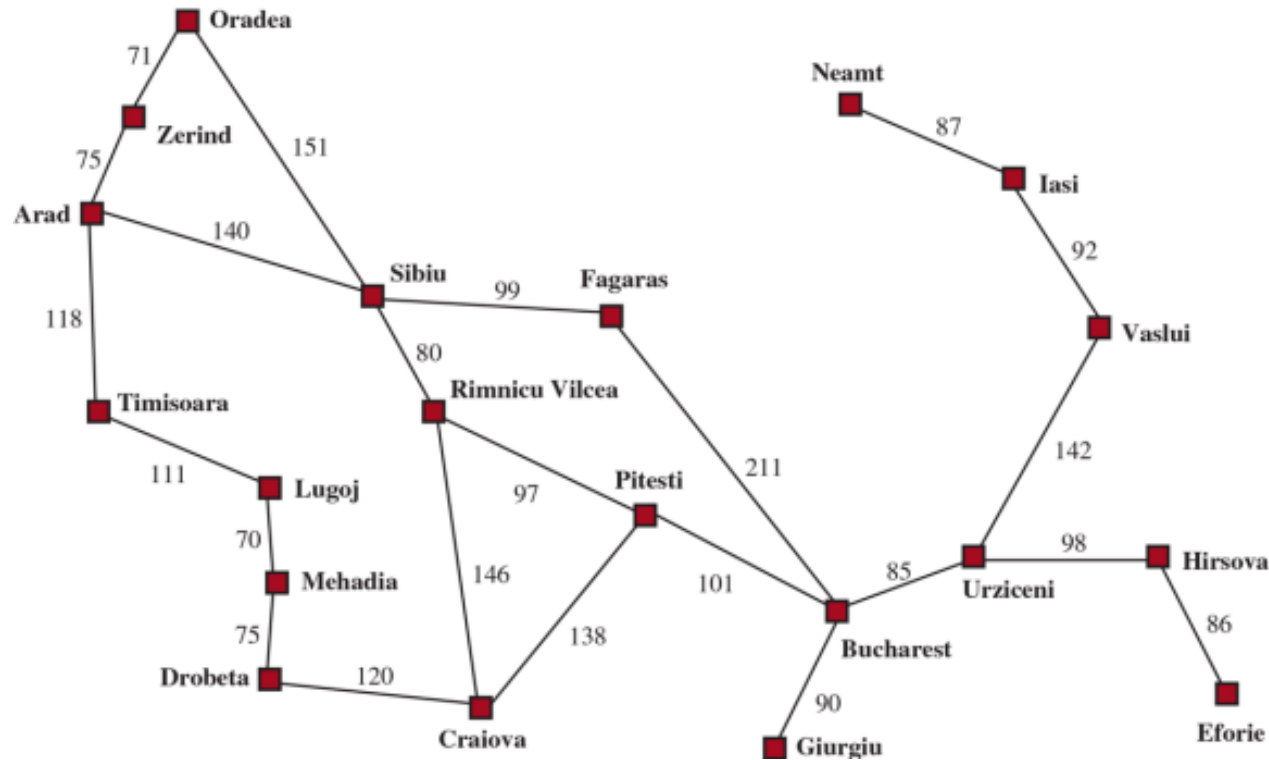 Oradea
71
Neamt
87
Zerind
151
75
Iasi
Arad
140
92
Sibiu
Fagaras
99
118
Vaslui
80
Rimnicu Vilcea
Timisoara
142
211
111
Pitesti
Lugoj
97
70
98
Hirsova
146
101
85
Mehadia
Urziceni
86
75
138
Bucharest
Drobeta
120
90
Eforie
Craiova
Giurgiu